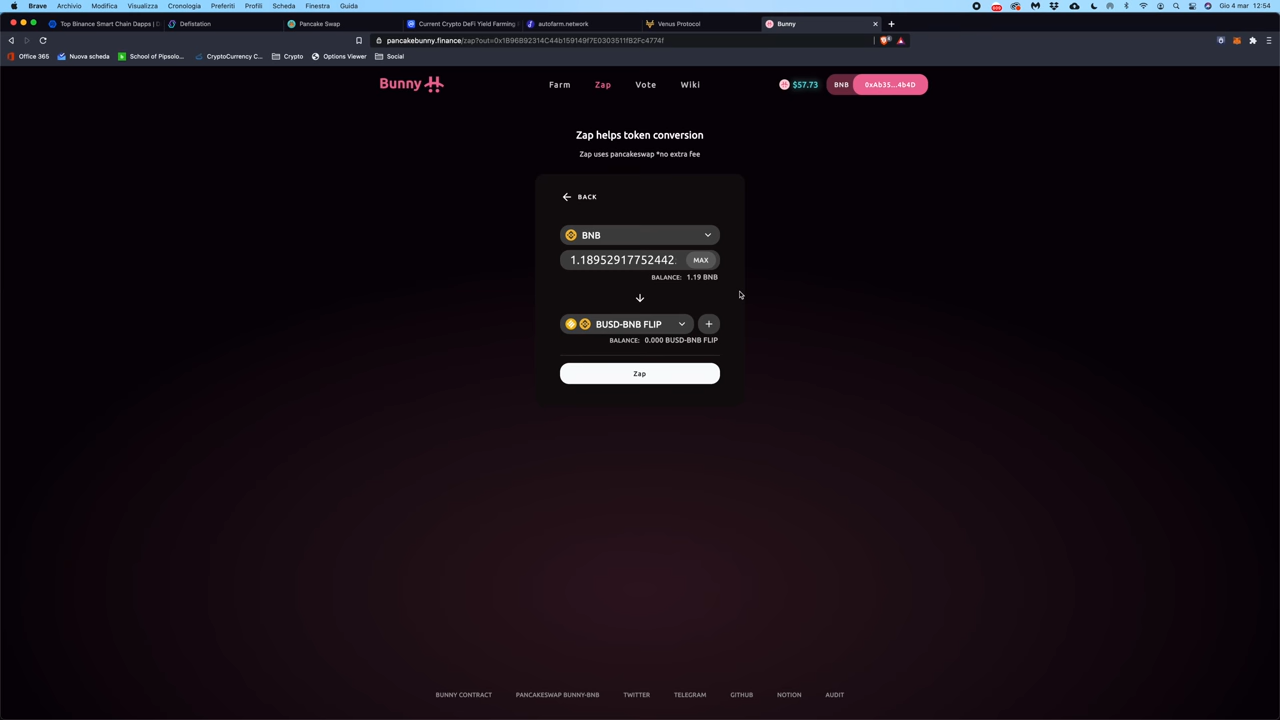 Brave Archivio Modifica Visualizza Cronologia Preferiti Profili Scheda Finestra Guida Gio 4 mar 12:54
Top Binance Smart Chain Dapps | D Defistation Pancake Swap Current Crypto DeFi Yield Farming autofarm.network Venus Protocol Bunny
pancakebunny.finance/zap?out=0x1B96B92314C44b159149f7E0303511fB2Fc4774f
Office 365 Nuova scheda School of Pipsolo... CryptoCurrency C... Crypto Options Viewer Social
Bunny Farm Zap Vote Wiki $57.73 BNB 0xAb35...4b4D
Zap helps token conversion
Zap uses pancakeswap *no extra fee
BACK
BNB
1.18952917752442. MAX
BALANCE: 1.19 BNB
BUSD-BNB FLIP
BALANCE: 0.000 BUSD-BNB FLIP
Zap
BUNNY CONTRACT PANCAKESWAP BUNNY-BNB TWITTER TELEGRAM GITHUB NOTION AUDIT